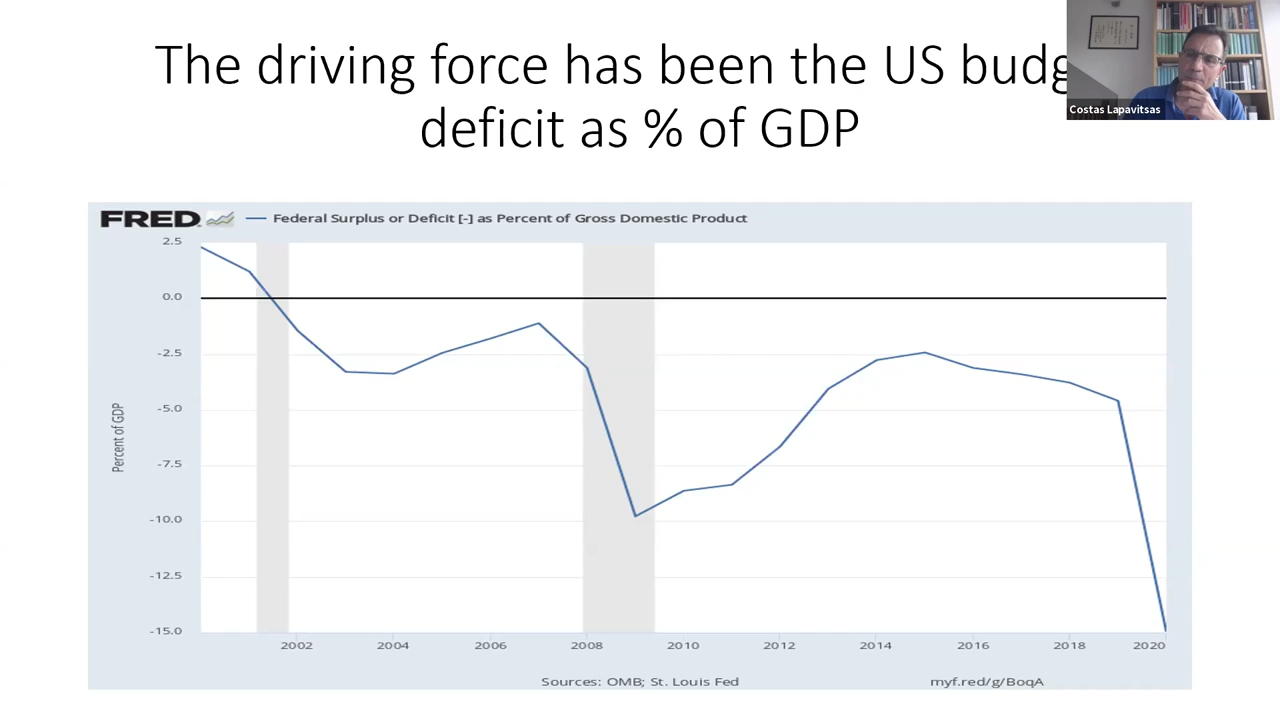 The driving force has been the US budg
deficit as % of GDP
Costas Lapavitsas
FRED
Federal Surplus or Deficit [-] as Percent of Gross Domestic Product
2.5
0.0
-2.5
-5.0
-7.5
-10.0
-12.5
-15.0
Percent of GDP
2002 2004 2006 2008 2010 2012 2014 2016 2018 2020
Sources: OMB; St. Louis Fed
myf.red/g/BoqA